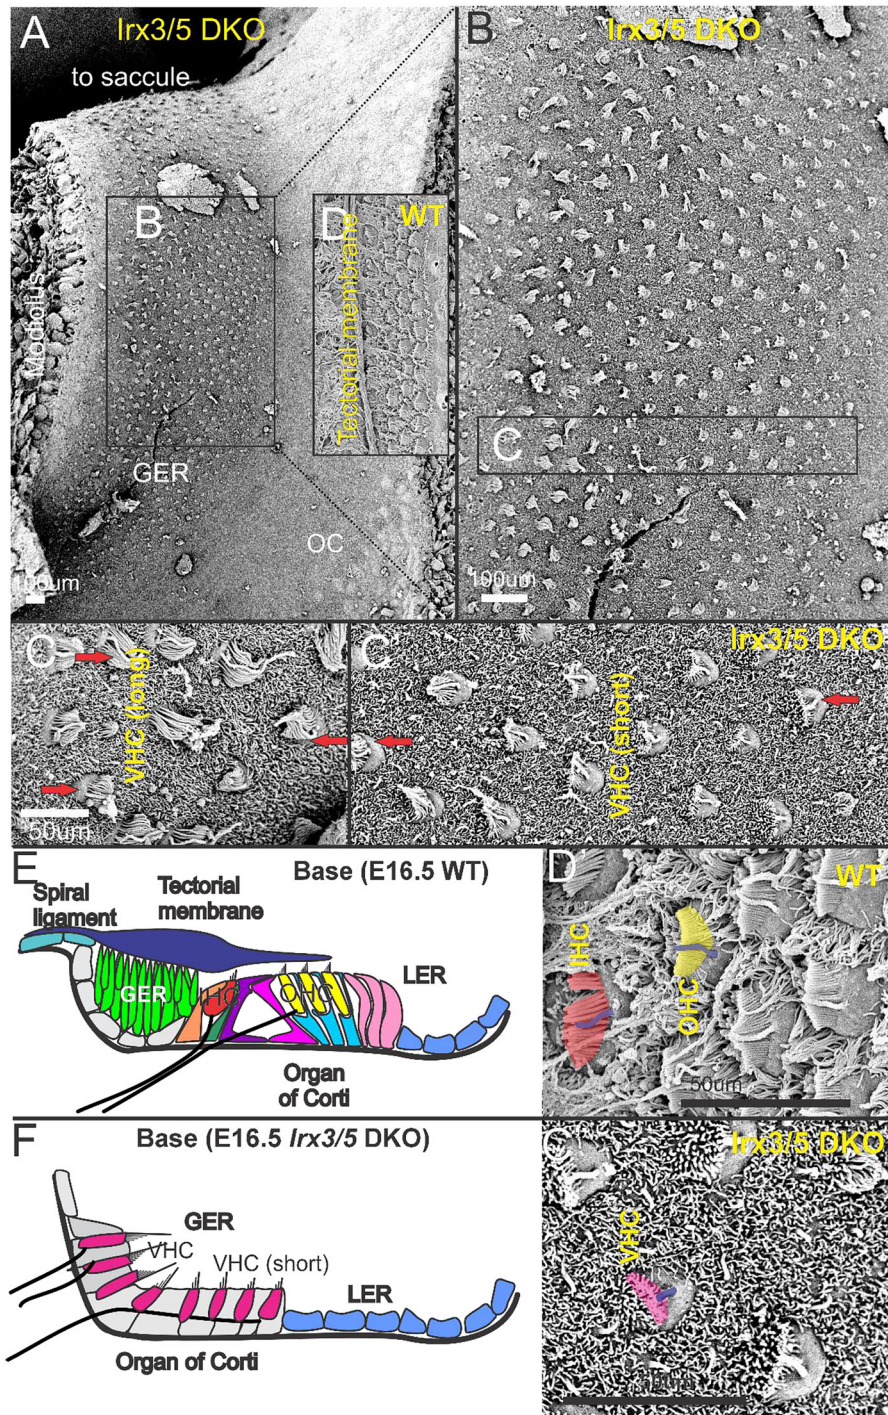 A
Irx3/5 DKO
to saccule
B
D
WT
Tectorial membrane
Modiolus
GER
OC
100um
B
Irx3/5 DKO
C
100um
C
VHC (long)
50um
C'
Irx3/5 DKO
VHC (short)
E
Base (E16.5 WT)
Spiral
ligament
Tectorial
membrane
GER
IHC
OHC
LER
Organ
of Corti
D
WT
IHC
OHC
50um
F
Base (E16.5 Irx3/5 DKO)
GER
VHC
VHC (short)
LER
Organ of Corti
Irx3/5 DKO
VHC
50um